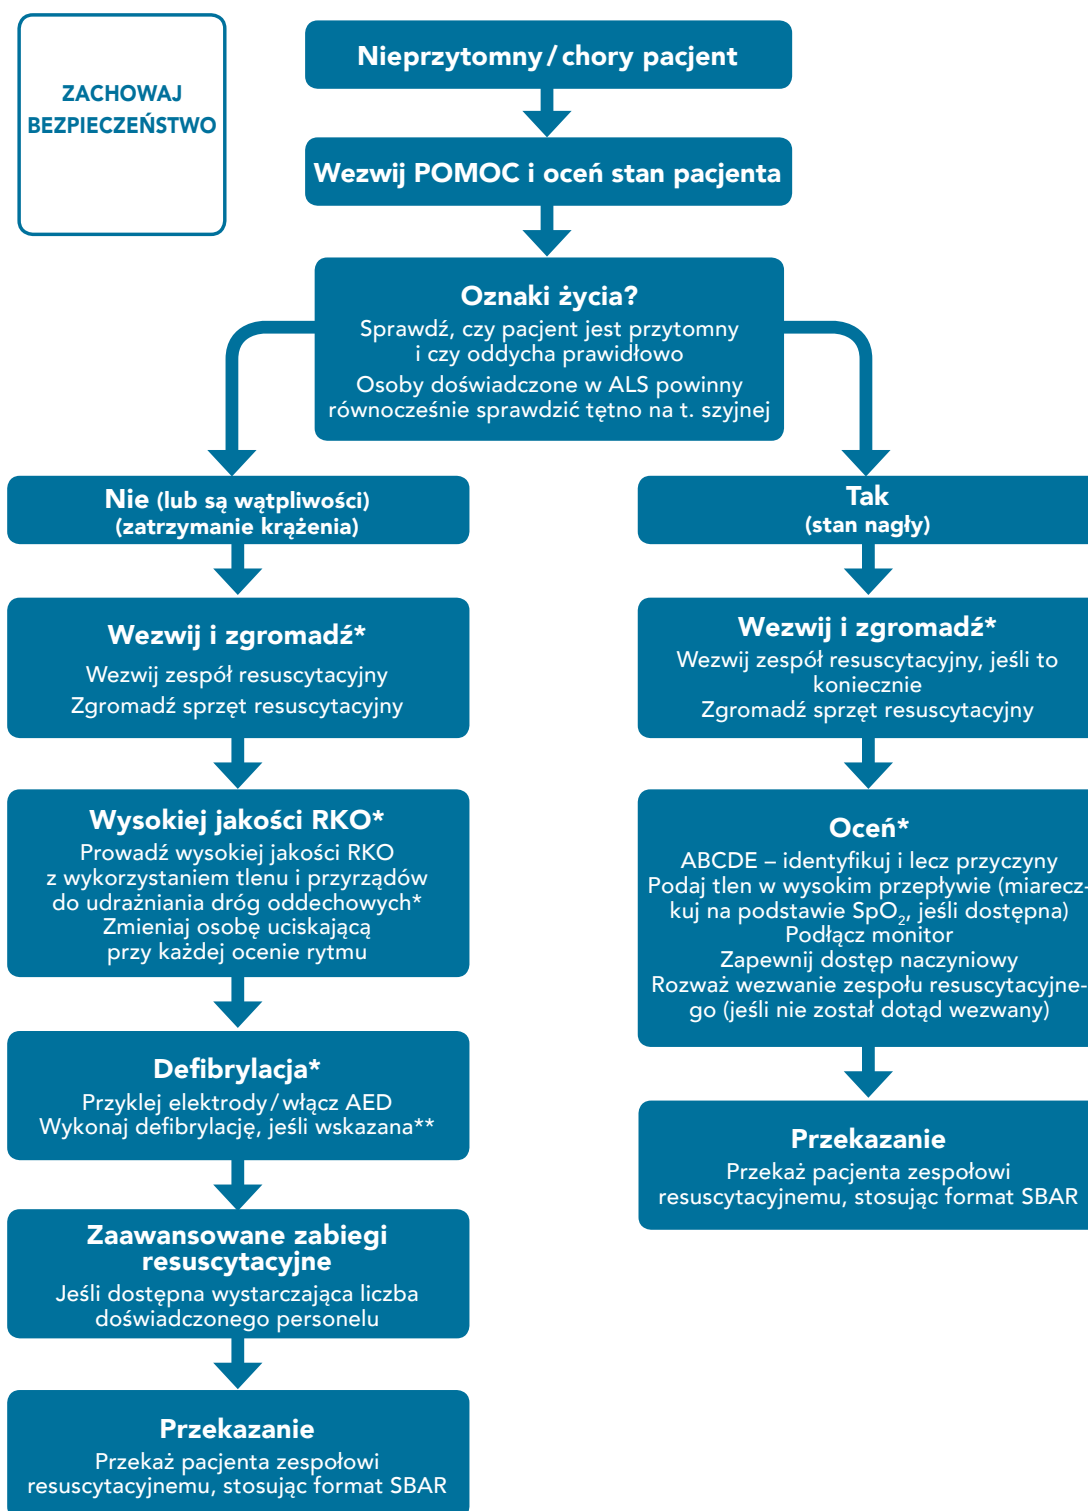 ZACHOWAJ
BEZPIECZEŃSTWO
Nieprzytomny / chory pacjent
Wezwij POMOC i oceń stan pacjenta
Oznaki życia?
Sprawdź, czy pacjent jest przytomny
i czy oddycha prawidłowo
Osoby doświadczone w ALS powinny
równocześnie sprawdzić tętno na t. szyjnej
Nie (lub są wątpliwości)
(zatrzymanie krążenia)
Wezwij i zgromadź*
Wezwij zespół resuscytacyjny
Zgromadź sprzęt resuscytacyjny
Wysokiej jakości RKO*
Prowadź wysokiej jakości RKO
z wykorzystaniem tlenu i przyrządów
do udrażniania dróg oddechowych*
Zmieniaj osobę uciskającą
przy każdej ocenie rytmu
Defibrylacja*
Przyklej elektrody / włącz AED
Wykonaj defibrylację, jeśli wskazana**
Zaawansowane zabiegi
resuscytacyjne
Jeśli dostępna wystarczająca liczba
doświadczonego personelu
Przekazanie
Przekaż pacjenta zespołowi
resuscytacyjnemu, stosując format SBAR
Tak
(stan nagły)
Wezwij i zgromadź*
Wezwij zespół resuscytacyjny, jeśli to
koniecznie
Zgromadź sprzęt resuscytacyjny
Oceń*
ABCDE – identyfikuj i lecz przyczyny
Podaj tlen w wysokim przepływie (miarecz-
kuj na podstawie SpO₂, jeśli dostępna)
Podłącz monitor
Zapewnij dostęp naczyniowy
Rozważ wezwanie zespołu resuscytacyjne-
go (jeśli nie został dotąd wezwany)
Przekazanie
Przekaż pacjenta zespołowi
resuscytacyjnemu, stosując format SBAR